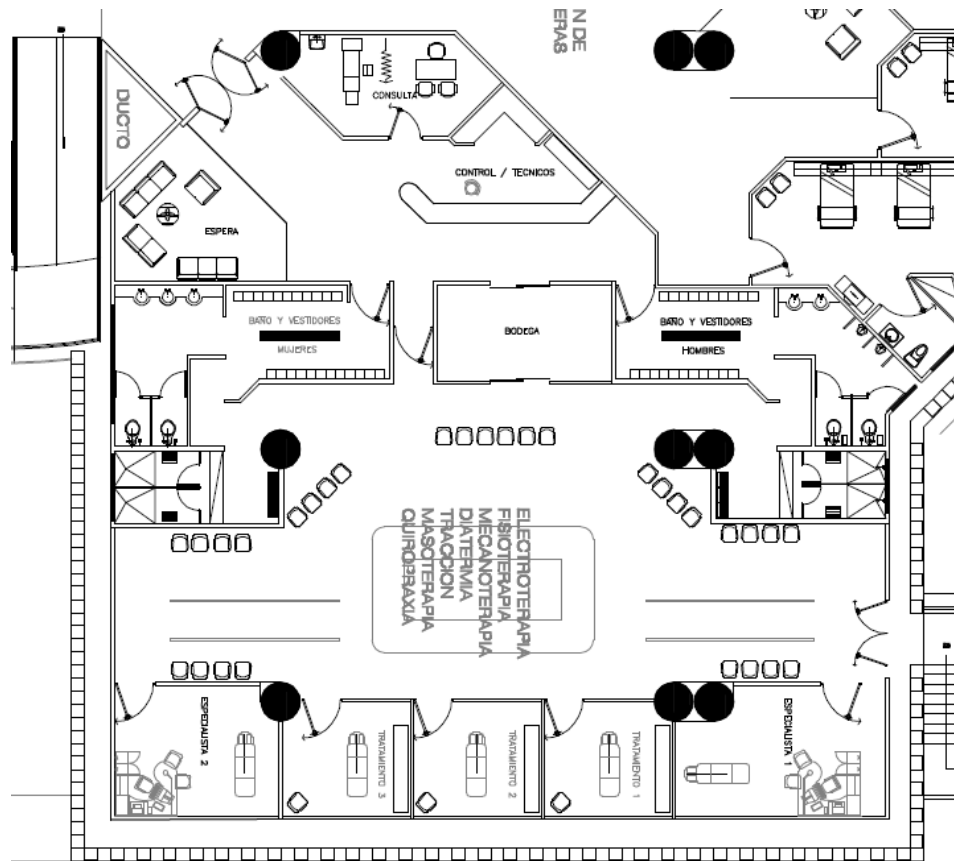 N DE
ERAS
DUCTO
CONSULTA
CONTROL / TECNICOS
ESPERA
BAÑO Y VESTIDORES
MUJERES
BODEGA
BAÑO Y VESTIDORES
HOMBRES
ELECTROTERAPIA
FISIOTERAPIA
MECANOTERAPIA
DIATERMIA
TRACCION
MASOTERAPIA
QUIROPRAXIA
ESPECIALISTA 2
TRATAMIENTO 3
TRATAMIENTO 2
TRATAMIENTO 1
ESPECIALISTA 1